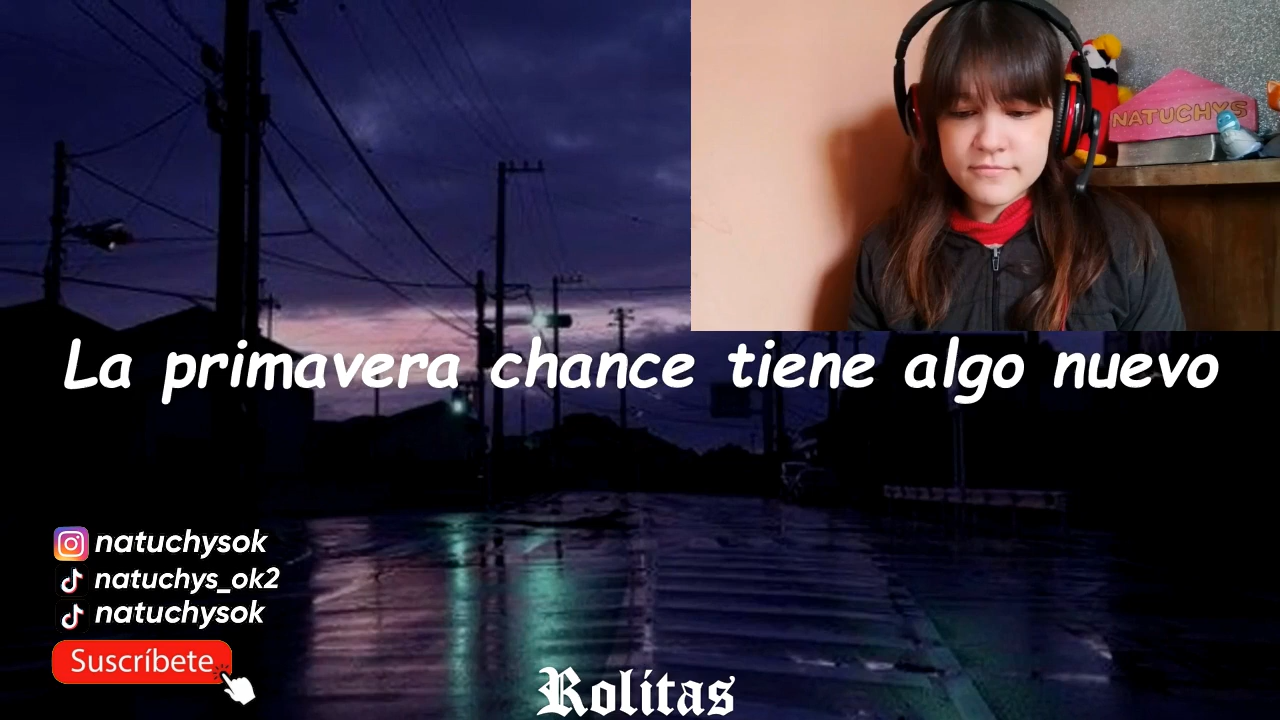 NATUCHYS
La primavera chance tiene algo nuevo
natuchysok
natuchys_ok2
natuchysok
Suscríbete
Rolitas